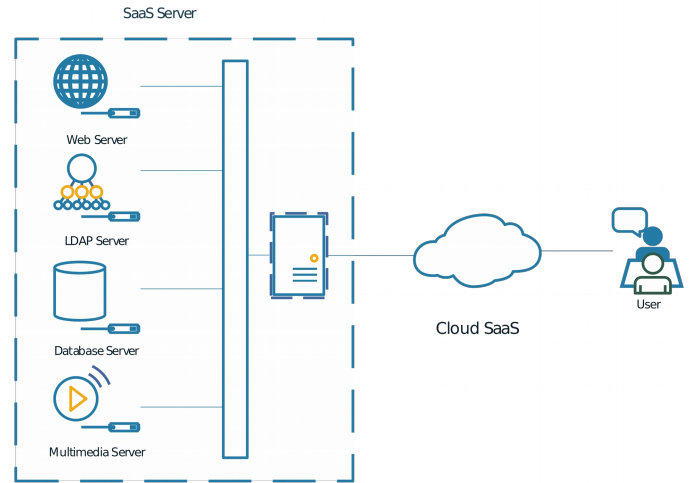 SaaS Server
Web Server
LDAP Server
Database Server
Multimedia Server
Cloud SaaS
User